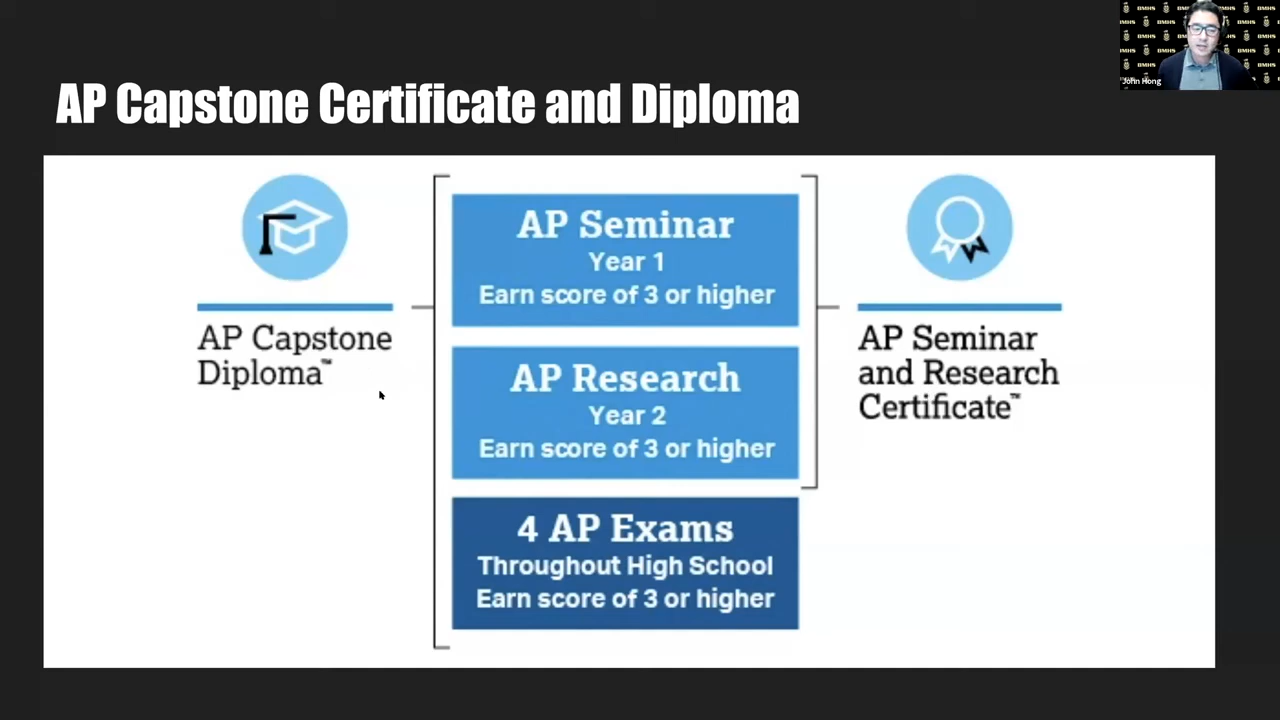 AP Capstone Certificate and Diploma
BMHS
John Hong
AP Capstone
Diploma™
AP Seminar
Year 1
Earn score of 3 or higher
AP Research
Year 2
Earn score of 3 or higher
4 AP Exams
Throughout High School
Earn score of 3 or higher
AP Seminar
and Research
Certificate™